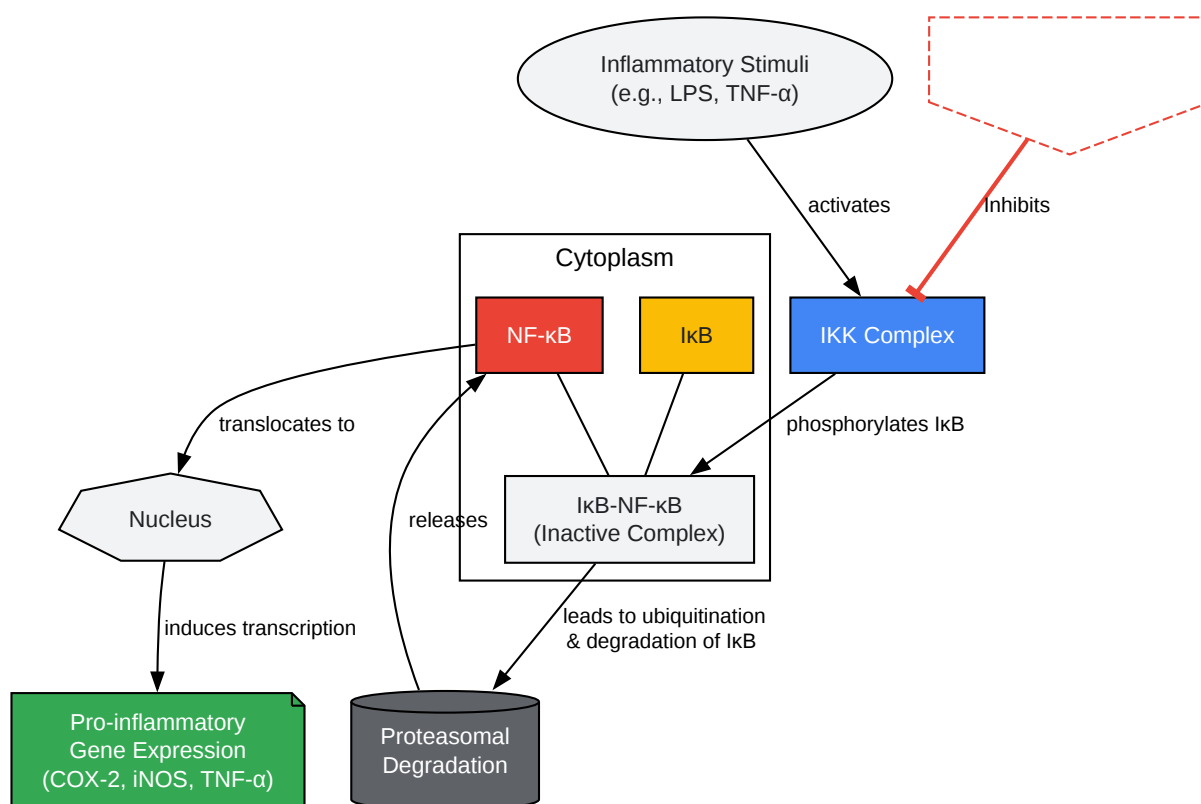 Inflammatory Stimuli
(e.g., LPS, TNF-α)
activates
Inhibits
Cytoplasm
NF-κB
IκB
IKK Complex
translocates to
phosphorylates IκB
Nucleus
releases
IκB-NF-κB
(Inactive Complex)
induces transcription
leads to ubiquitination
& degradation of IκB
Pro-inflammatory
Gene Expression
(COX-2, iNOS, TNF-α)
Proteasomal
Degradation